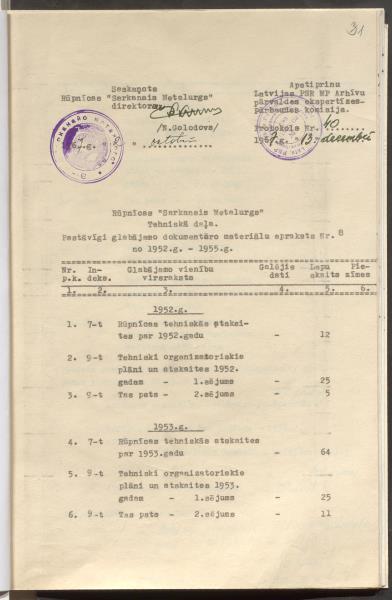 31
Saskaņots
Rūpnīcas "Sarkanais Metalurgs"
direktors
/N.Golodovs/
67.g. "
Apstiprinu
Latvijas PSR MP Arhīvu
pārvaldes ekspertīzes-
pārbaudes komisija.
Protokols Nr. 40
1967.g. 13. decembrī
Rūpnīcas "Sarkanais Metalurgs"
Tehniskā daļa.
Pastāvīgi glabājamo dokumentāro materiālu apraksts Nr. 8
no 1952.g. - 1955.g.
Nr. In- Glabājamo vienību Galējie Lapu Pie-
p.k. deks. virsraksts dati skaits zīmes
1. 2. 3. 4. 5. 6.
1952.g.
1. 7-t Rūpnīcas tehniskās atskai-
tes par 1952.gadu - 12
2. 9-t Tehniski organizatoriskie
plāni un atskaites 1952.
gadam - 1.sējums - 25
3. 9-t Tas pats - 2.sējums - 5
1953.g.
4. 7-t Rūpnīcas tehniskās atskaites
par 1953.gadu - 64
5. 9-t Tehniski organizatoriskie
plāni un atskaites 1953.
gadam - 1.sējums - 25
6. 9-t Tas pats - 2.sējums - 11